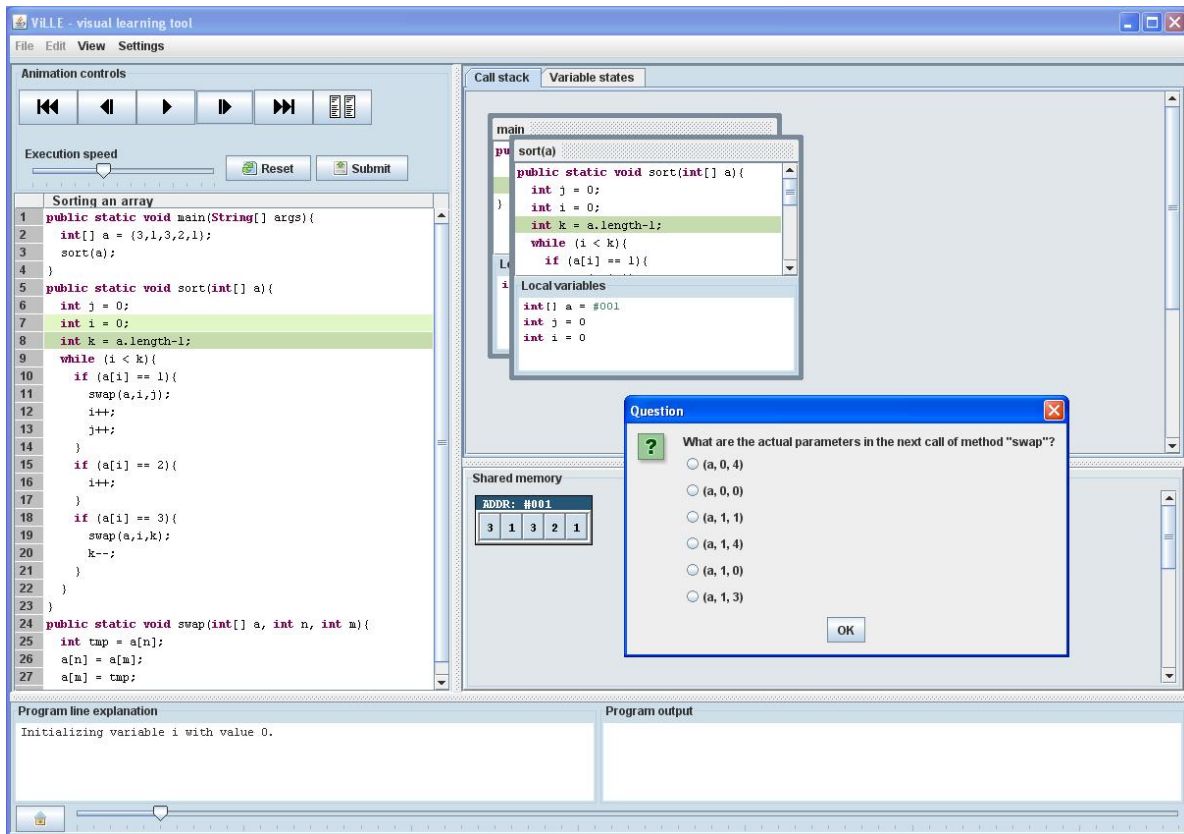 ViLLE - visual learning tool
File Edit View Settings
Animation controls
Execution speed
Reset
Submit
Sorting an array
1 public static void main(String[] args){
2 int[] a = {3,1,3,2,1};
3 sort(a);
4 }
5 public static void sort(int[] a){
6 int j = 0;
7 int i = 0;
8 int k = a.length-1;
9 while (i < k){
10 if (a[i] == 1){
11 swap(a,i,j);
12 i++;
13 j++;
14 }
15 if (a[i] == 2){
16 i++;
17 }
18 if (a[i] == 3){
19 swap(a,i,k);
20 k--;
21 }
22 }
23 }
24 public static void swap(int[] a, int n, int m){
25 int tmp = a[n];
26 a[n] = a[m];
27 a[m] = tmp;
Call stack
Variable states
main
pu
}
Lo
i
sort(a)
public static void sort(int[] a){
int j = 0;
int i = 0;
int k = a.length-1;
while (i < k){
if (a[i] == 1){
Local variables
int[] a = #001
int j = 0
int i = 0
Shared memory
ADDR: #001
3 1 3 2 1
Question
?
What are the actual parameters in the next call of method "swap"?
(a, 0, 4)
(a, 0, 0)
(a, 1, 1)
(a, 1, 4)
(a, 1, 0)
(a, 1, 3)
OK
Program line explanation
Initializing variable i with value 0.
Program output